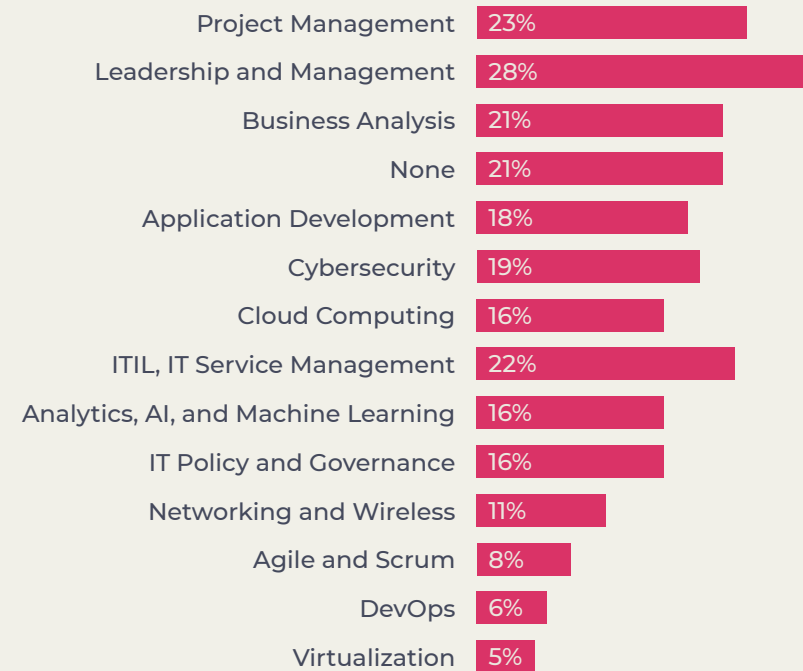 Project Management 23%
Leadership and Management 28%
Business Analysis 21%
None 21%
Application Development 18%
Cybersecurity 19%
Cloud Computing 16%
ITIL, IT Service Management 22%
Analytics, AI, and Machine Learning 16%
IT Policy and Governance 16%
Networking and Wireless 11%
Agile and Scrum 8%
DevOps 6%
Virtualization 5%